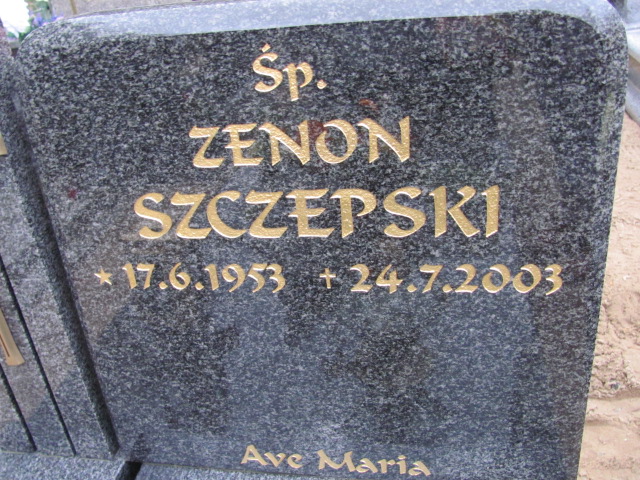 Śp.
ZENON
SZCZEPSKI
* 17.6.1953 + 24.7.2003
Ave Maria